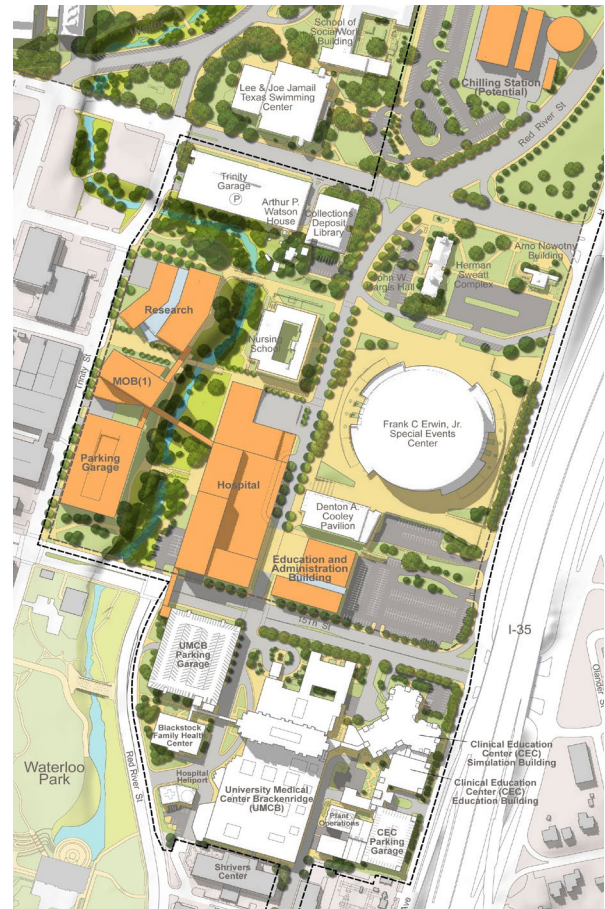 School of
Social Work
Building
Lee & Joe Jamail
Texas Swimming
Center
Chilling Station
(Potential)
Red River St
Trinity
Garage
P
Arthur P.
Watson
House
Collections
Deposit
Library
John W.
Hargis Hall
Herman
Sweatt
Complex
Arno Nowotny
Building
Research
Nursing
School
Trinity St
MOB(1)
Parking
Garage
Hospital
Frank C Erwin, Jr.
Special Events
Center
Denton A.
Cooley
Pavilion
Education and
Administration
Building
15Th St
I-35
Olander St
UMCB
Parking
Garage
Blackstock
Family Health
Center
Waterloo
Park
Red River St
Hospital
Heliport
University Medical
Center Brackenridge
(UMCB)
Clinical Education
Center (CEC)
Simulation Building
Clinical Education
Center (CEC)
Education Building
Plant
Operations
CEC
Parking
Garage
Shrivers
Center
Ave